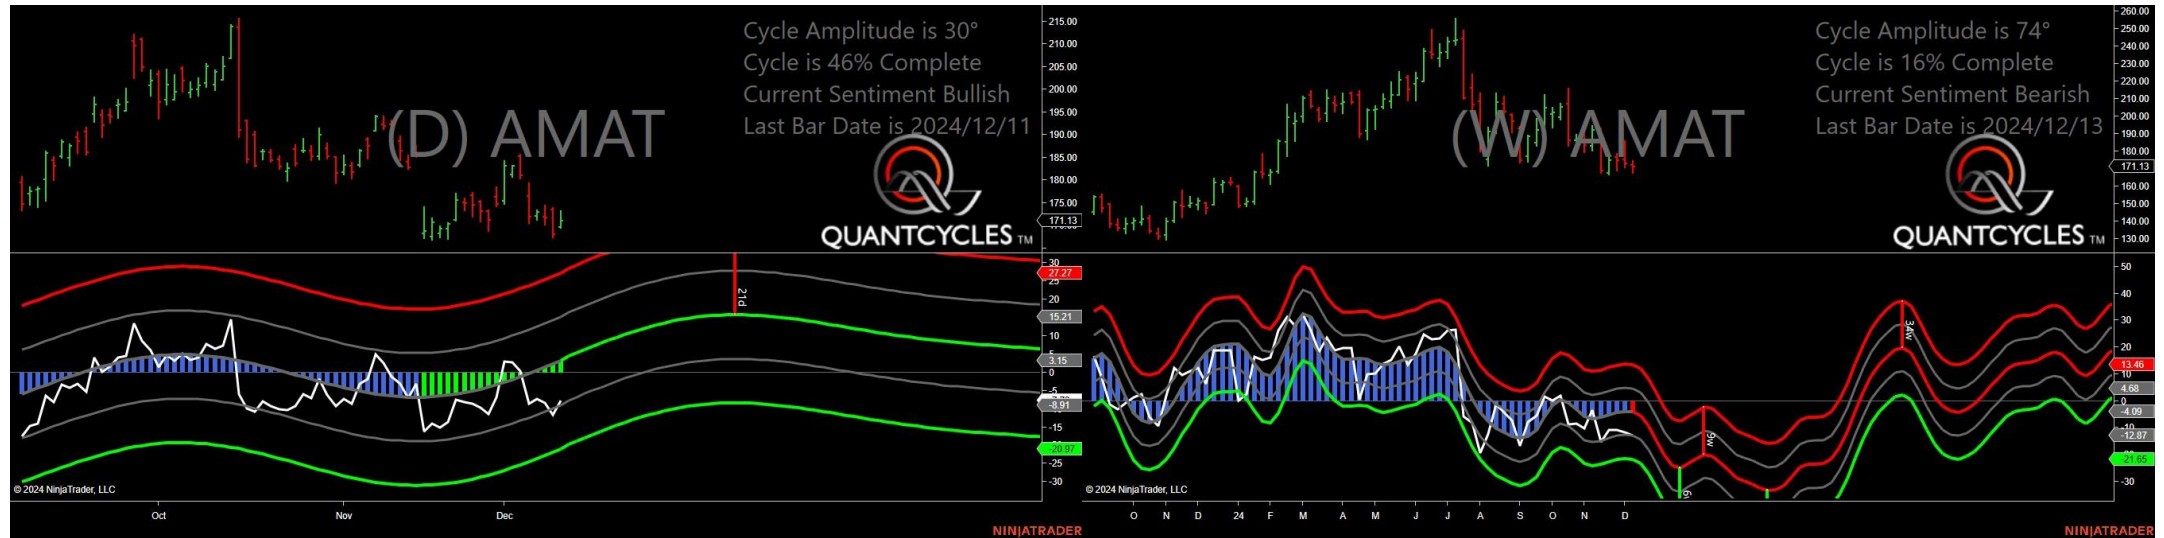 Cycle Amplitude is 30°
Cycle is 46% Complete
Current Sentiment Bullish
Last Bar Date is 2024/12/11
(D) AMAT
QUANTCYCLES TM
215.00
210.00
205.00
200.00
195.00
190.00
185.00
180.00
175.00
171.13
30
27.27
25
20
15.21
10
5
3.15
0
-5
-8.91
-15
-20.97
-25
-30
21d
© 2024 NinjaTrader, LLC
Oct Nov Dec
NINJATRADER
Cycle Amplitude is 74°
Cycle is 16% Complete
Current Sentiment Bearish
Last Bar Date is 2024/12/13
(W) AMAT
QUANTCYCLES TM
260.00
250.00
240.00
230.00
220.00
210.00
200.00
190.00
180.00
171.13
160.00
150.00
140.00
130.00
50
40
30
20
13.46
10
4.68
0
-4.09
-12.87
-21.65
-30
34w
9w
© 2024 NinjaTrader, LLC
O N D 24 F M A M J J A S O N D
NINJATRADER